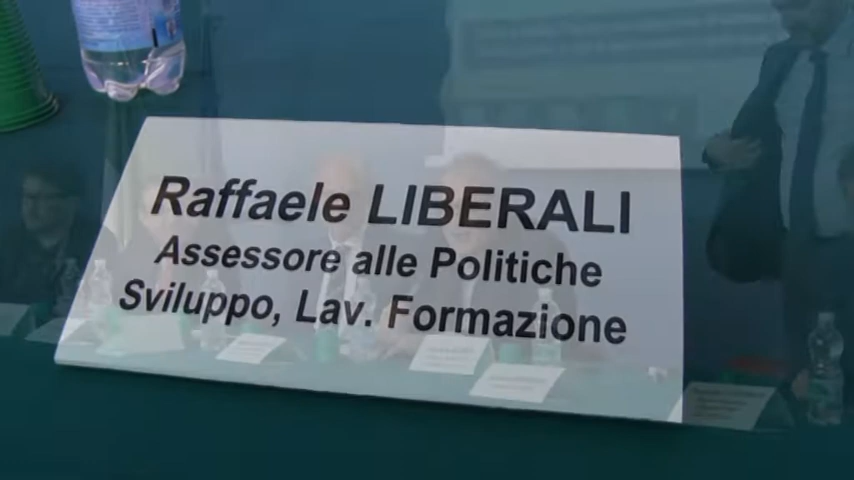 Raffaele LIBERALI
Assessore alle Politiche
Sviluppo, Lav. Formazione